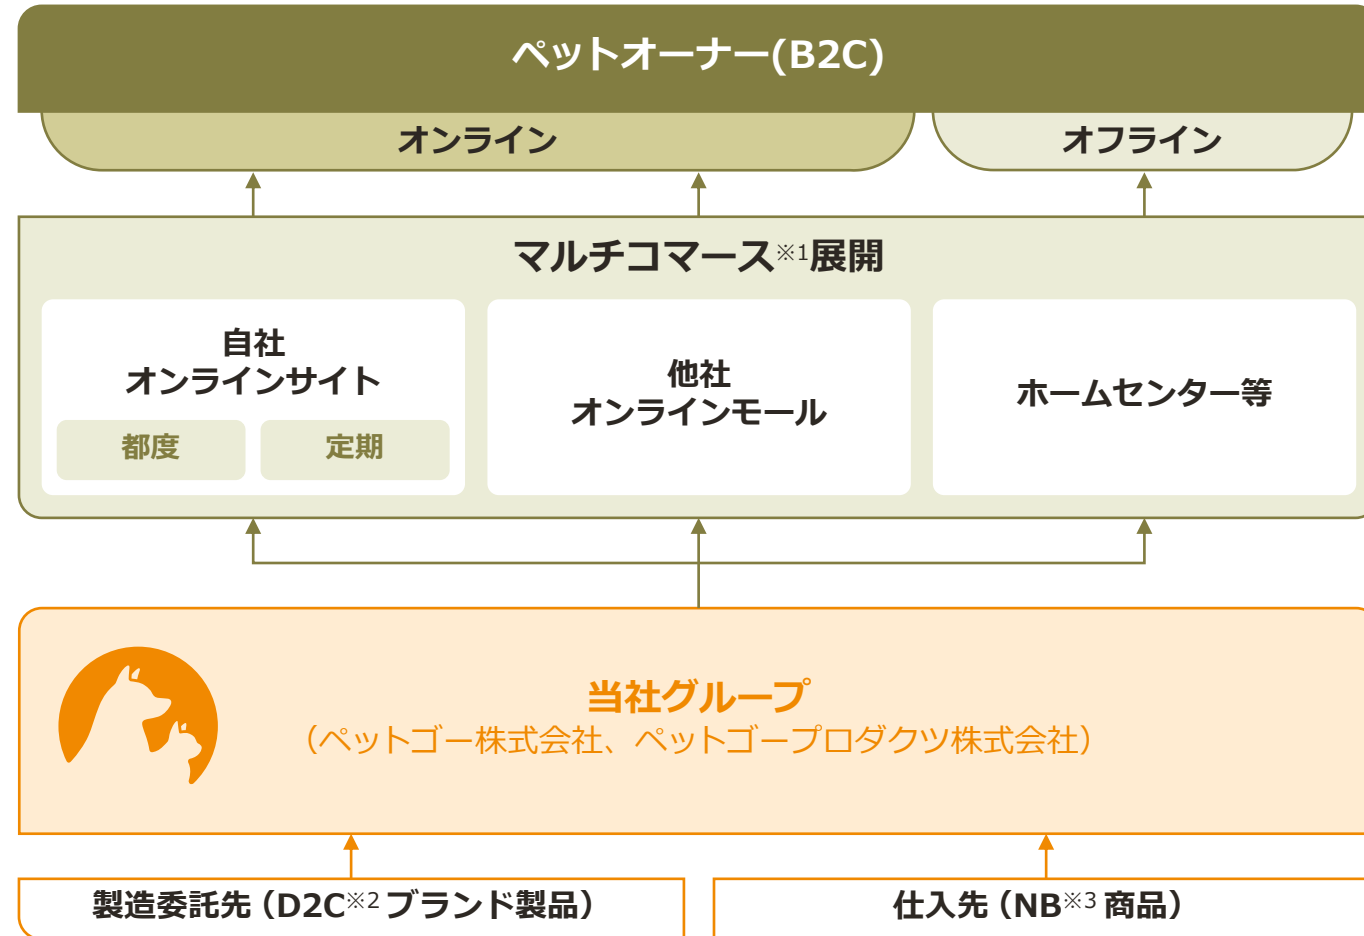 ペットオーナー(B2C)
オンライン
オフライン
マルチコマース※1展開
自社
オンラインサイト
都度
定期
他社
オンラインモール
ホームセンター等
当社グループ
（ペットゴー株式会社、ペットゴープロダクツ株式会社）
製造委託先（D2C※2ブランド製品）
仕入先（NB※3商品）